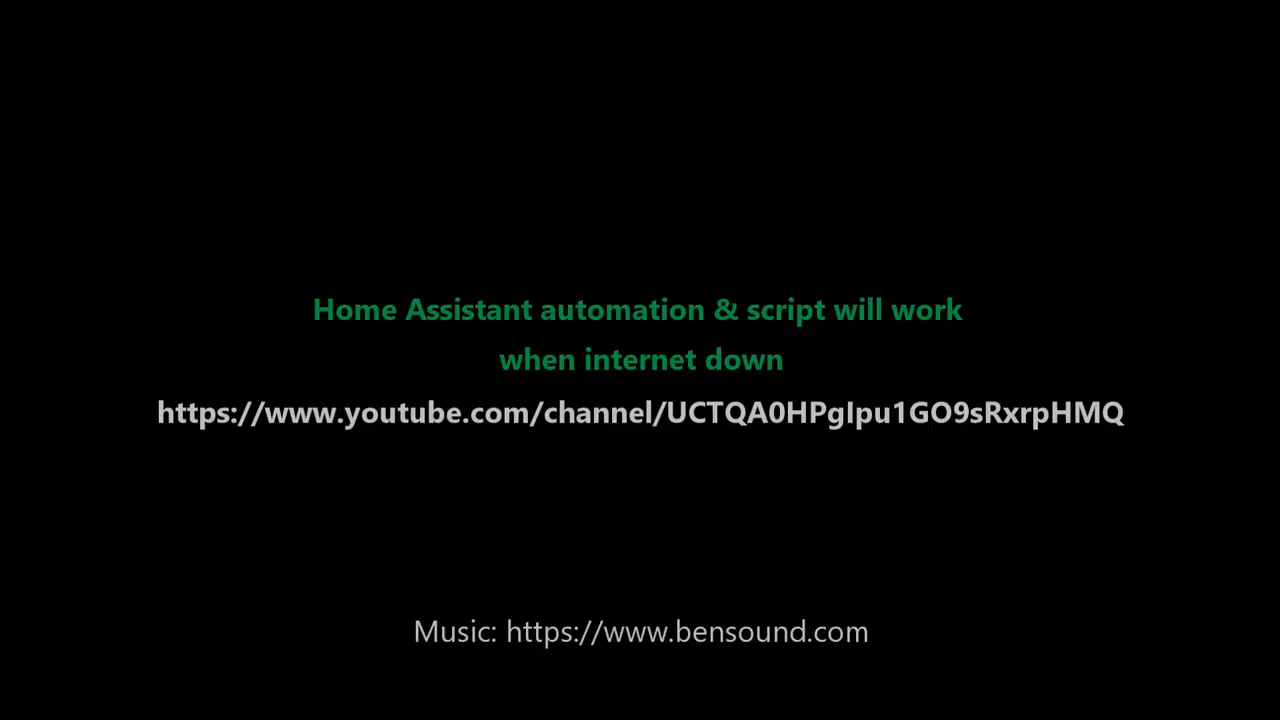 Home Assistant automation & script will work
when internet down
https://www.youtube.com/channel/UCTQA0HPgIpu1GO9sRxrpHMQ
Music: https://www.bensound.com